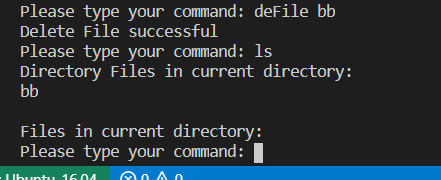 Please type your command: deFile bb
Delete File successful
Please type your command: ls
Directory Files in current directory:
bb
Files in current directory:
Please type your command:
Ubuntu 16.04 0 0